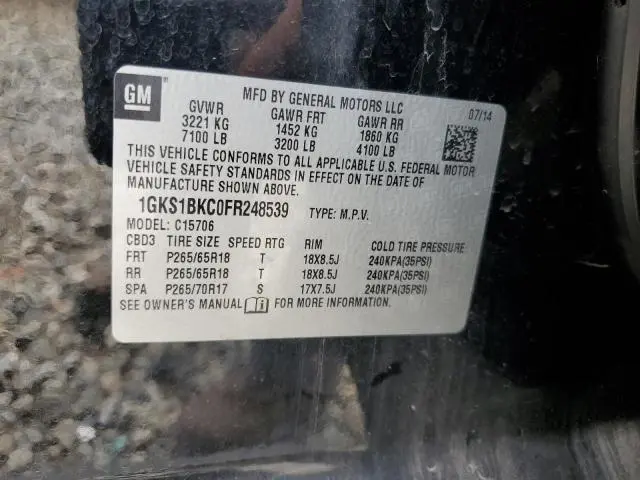 GM
MFD BY GENERAL MOTORS LLC
07/14
GVWR GAWR FRT GAWR RR
3221 KG 1452 KG 1860 KG
7100 LB 3200 LB 4100 LB
THIS VEHICLE CONFORMS TO ALL APPLICABLE U.S. FEDERAL MOTOR
VEHICLE SAFETY STANDARDS IN EFFECT ON THE DATE OF
MANUFACTURE SHOWN ABOVE.
1GKS1BKC0FR248539 TYPE: M.P.V.
MODEL: C15706
CBD3 TIRE SIZE SPEED RTG RIM COLD TIRE PRESSURE
FRT P265/65R18 T 18X8.5J 240KPA(35PSI)
RR P265/65R18 T 18X8.5J 240KPA(35PSI)
SPA P265/70R17 S 17X7.5J 240KPA(35PSI)
SEE OWNER'S MANUAL FOR MORE INFORMATION.